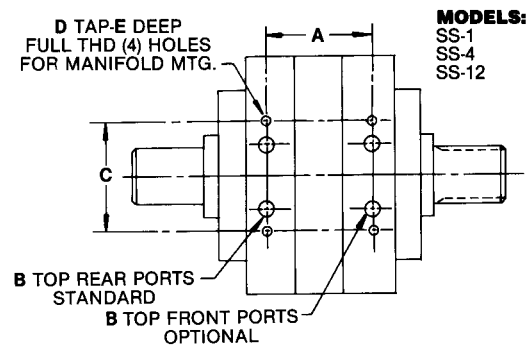 D TAP-E DEEP
FULL THD (4) HOLES
FOR MANIFOLD MTG.
A
MODELS:
SS-1
SS-4
SS-12
C
B TOP REAR PORTS
STANDARD
B TOP FRONT PORTS
OPTIONAL